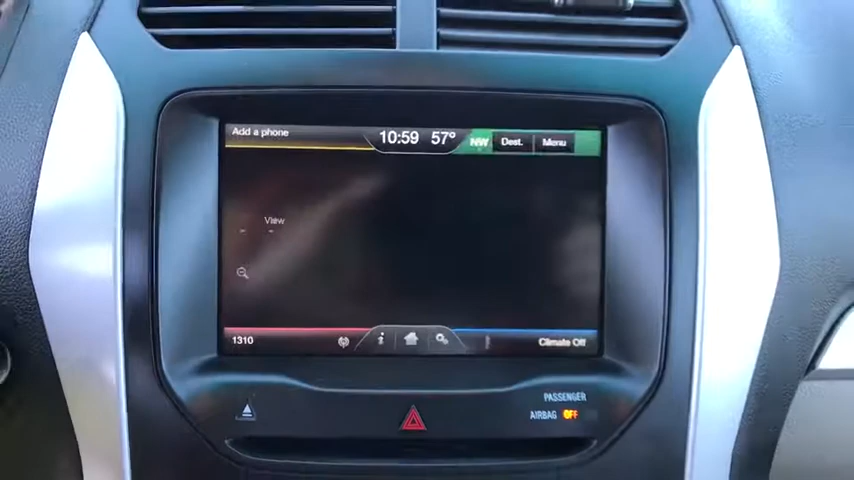 Add a phone 10:59 57° NW Dest. Menu
View
1310 Climate Off
PASSENGER
AIRBAG OFF